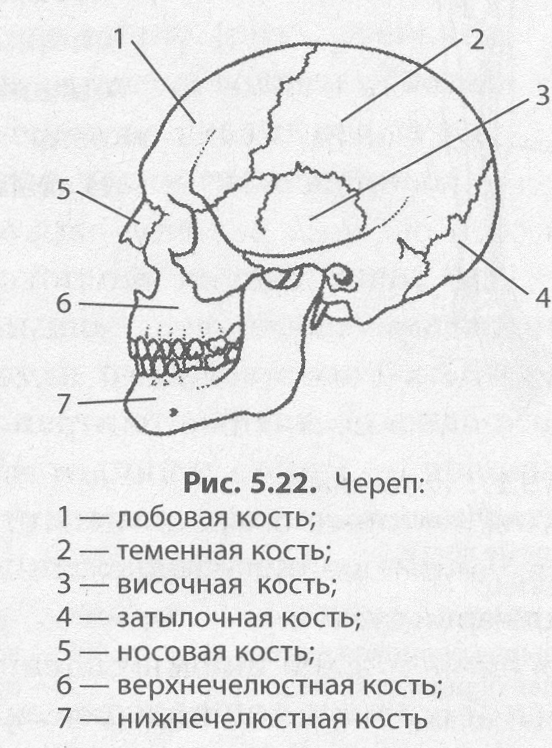 1
2
3
5
4
6
7
Рис. 5.22. Череп:
1 — лобовая кость;
2 — теменная кость;
3 — височная кость;
4 — затылочная кость;
5 — носовая кость;
6 — верхнечелюстная кость;
7 — нижнечелюстная кость